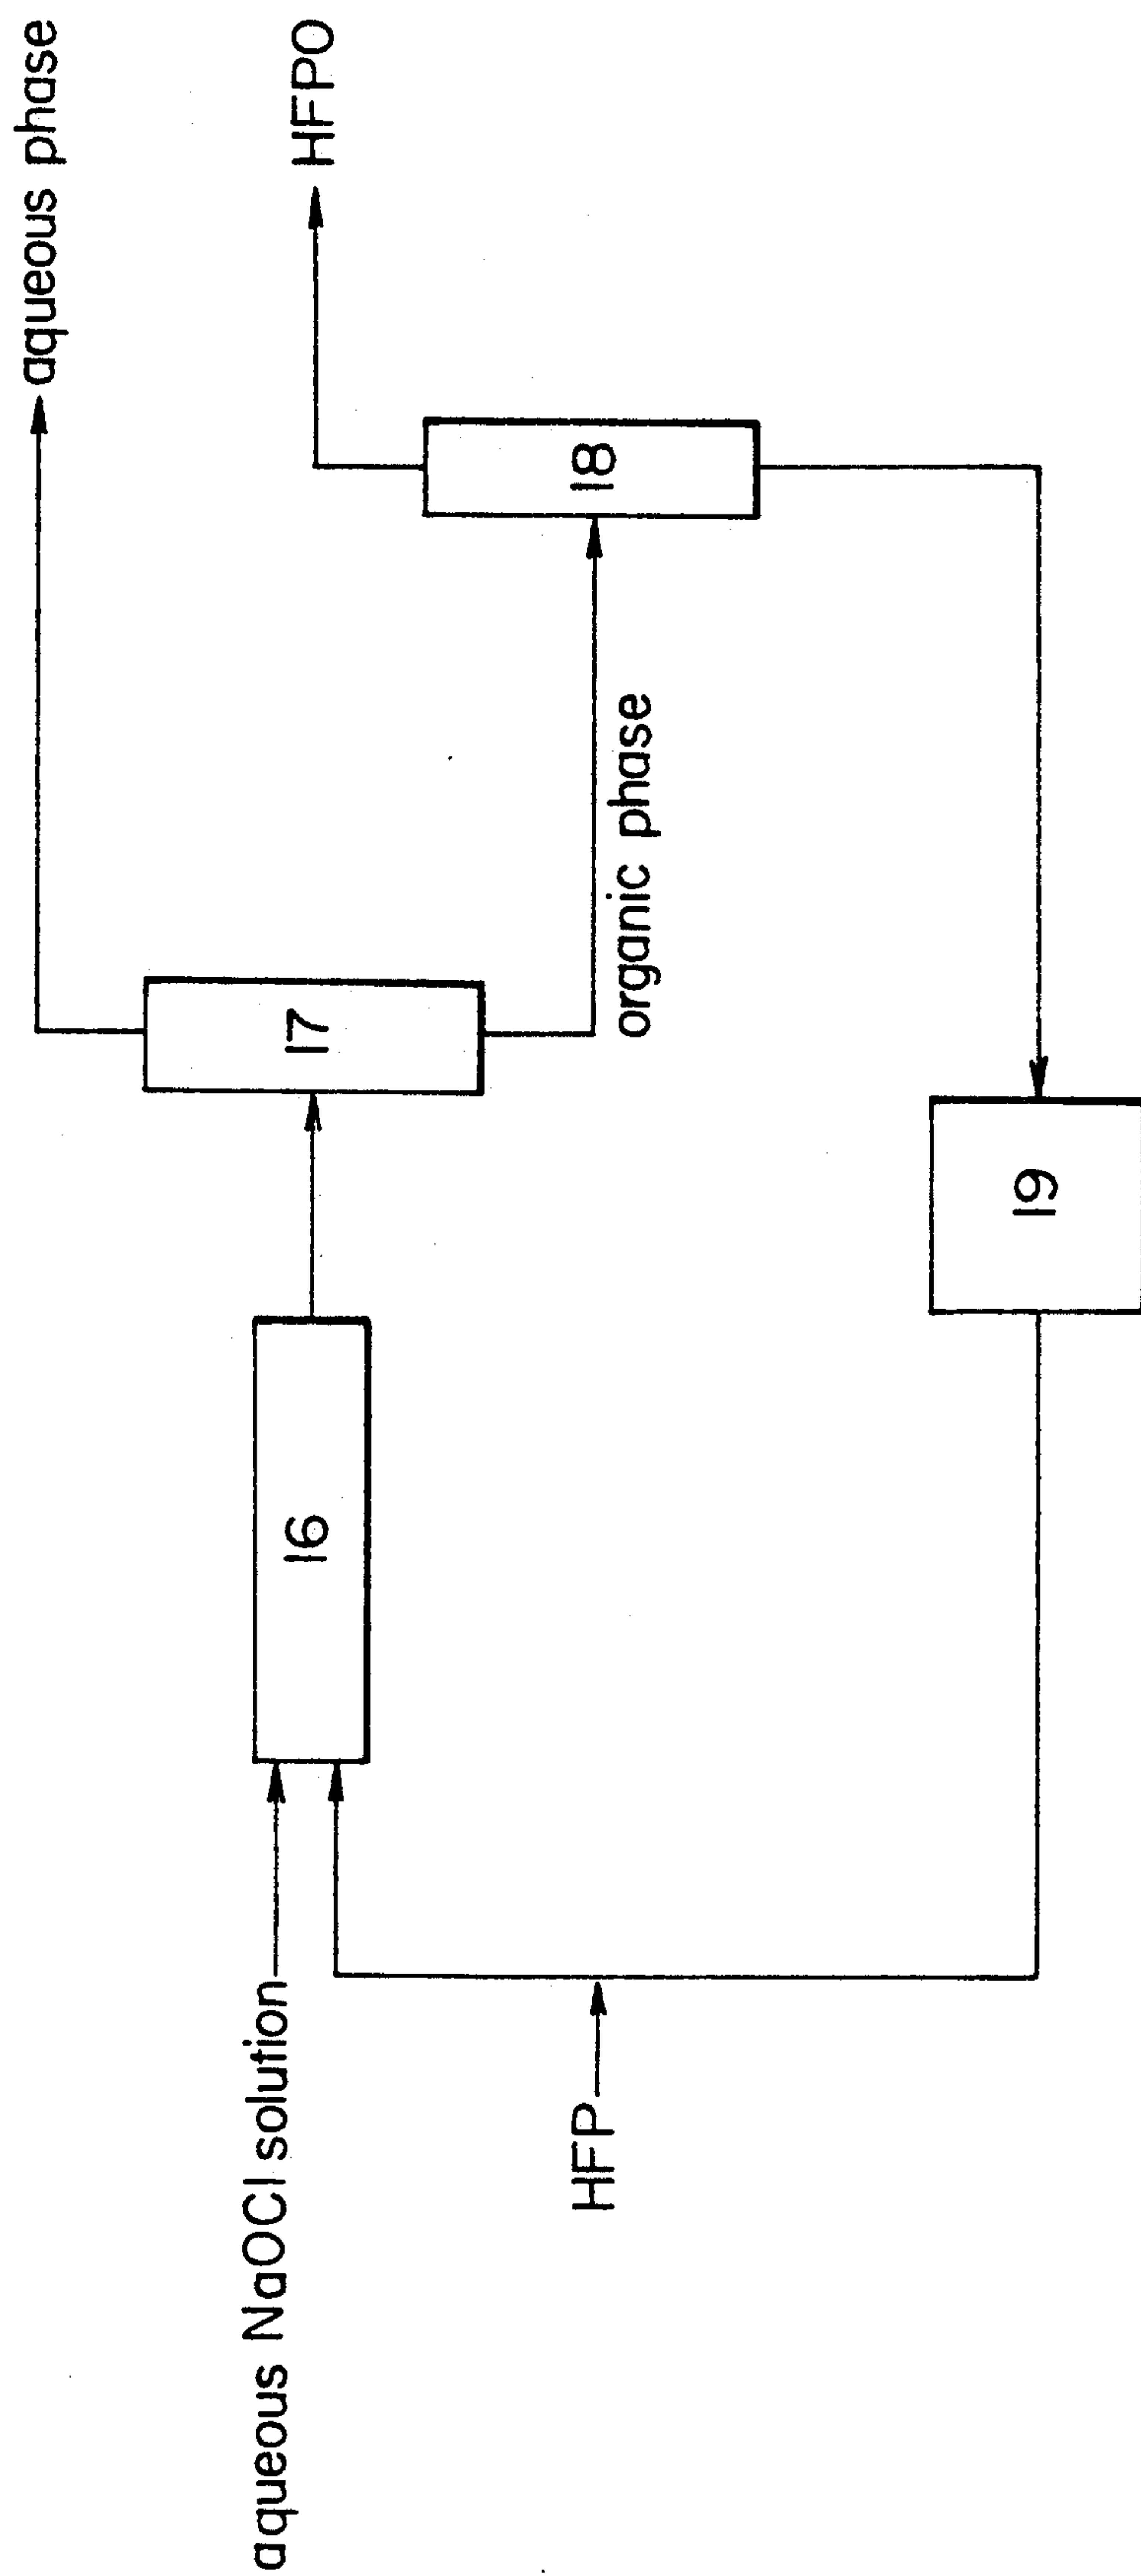 aqueous phase
HFPO
aqueous NaOCl solution
16
17
18
organic phase
HFP
19